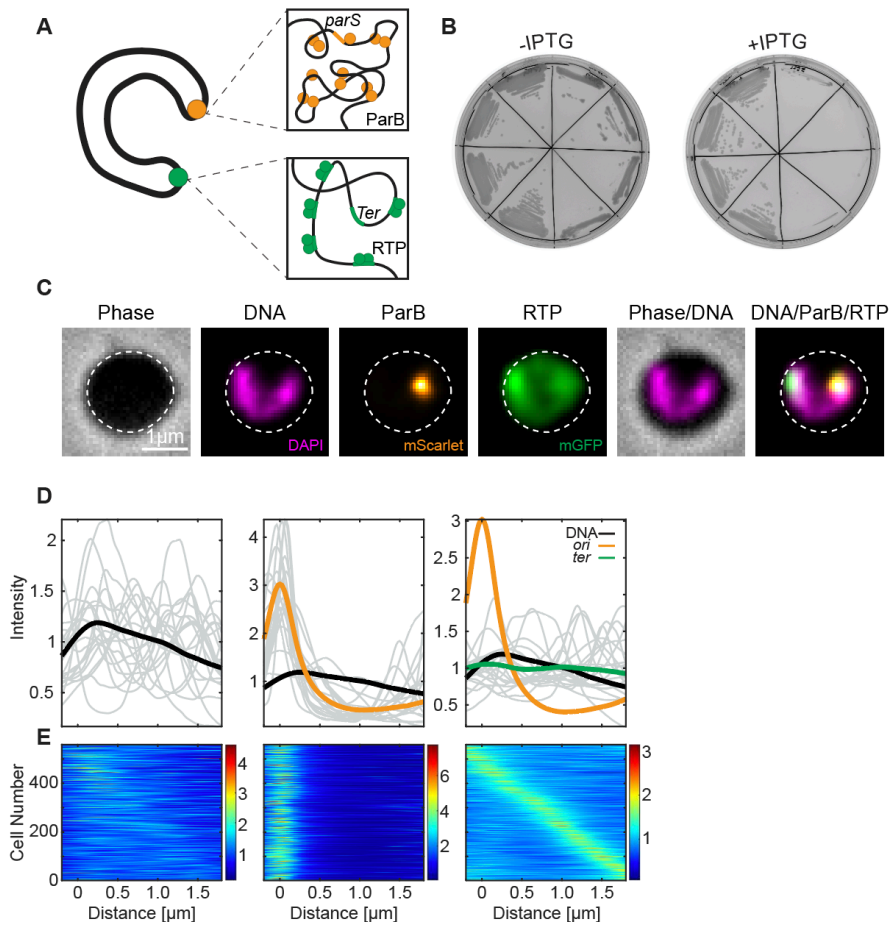 A
parS
ParB
Ter
RTP
B
-IPTG
+IPTG
C
Phase
DNA
ParB
RTP
Phase/DNA
DNA/ParB/RTP
1µm
DAPI
mScarlet
mGFP
D
Intensity
2
1.5
1
0.5
4
3
2
1
3
2.5
2
1.5
1
0.5
DNA
ori
ter
E
Cell Number
400
200
0
0
0.5
1.0
1.5
Distance [µm]
4
3
2
1
0
0.5
1.0
1.5
Distance [µm]
6
4
2
0
0.5
1.0
1.5
Distance [µm]
3
2
1